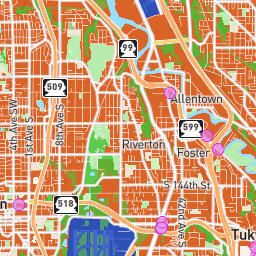 99
509
4th Ave SW
1st Ave S
8th Ave S
Allentown
599
Riverton
Foster
S 144th St
518
42nd Ave S
n
Tuk